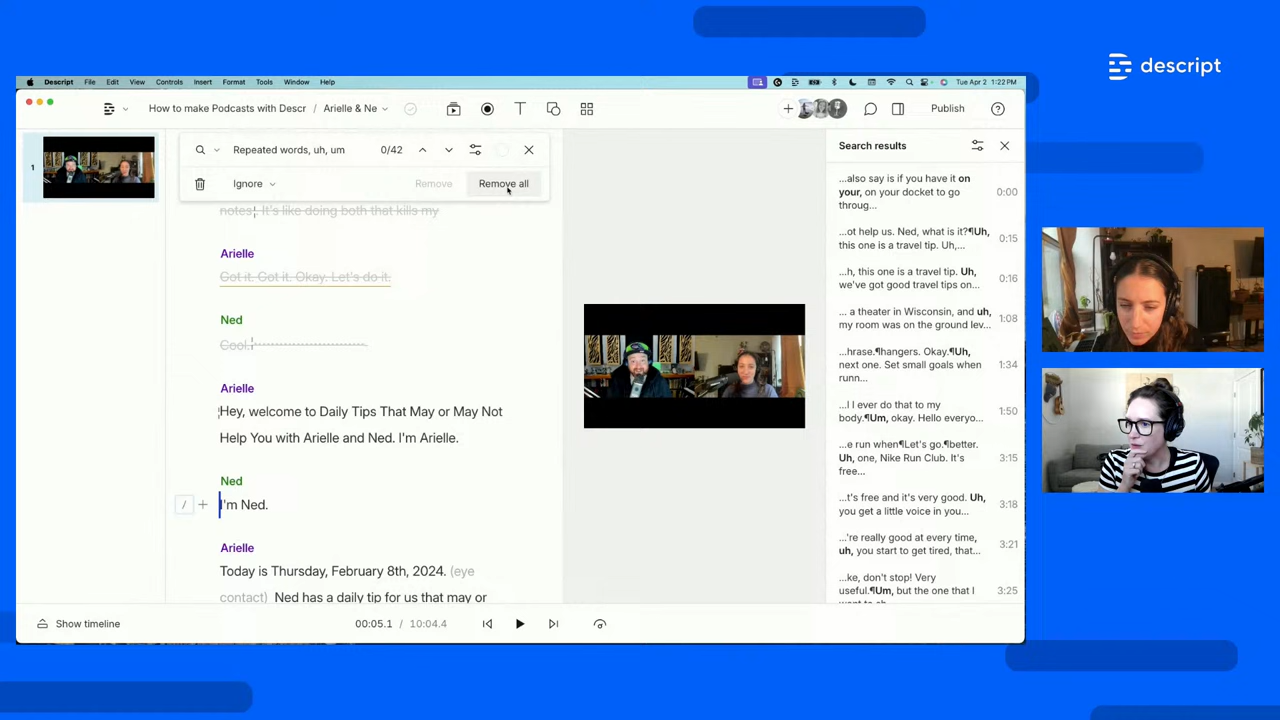 descript
Descript File Edit View Controls Insert Format Tools Window Help
Tue Apr 2 1:22 PM
How to make Podcasts with Descr / Arielle & Ne
Publish
1
Repeated words, uh, um 0/42
Ignore Remove Remove all
notes. It's like doing both that kills my
Arielle
Got it. Got it. Okay. Let's do it.
Ned
Cool.
Arielle
Hey, welcome to Daily Tips That May or May Not
Help You with Arielle and Ned. I'm Arielle.
Ned
/ + I'm Ned.
Arielle
Today is Thursday, February 8th, 2024. (eye
contact) Ned has a daily tip for us that may or
Search results
...also say is if you have it on
your, on your docket to go
throug...
0:00
...ot help us. Ned, what is it?¶Uh,
this one is a travel tip. Uh,...
0:15
...h, this one is a travel tip. Uh,
we've got good travel tips on...
0:16
... a theater in Wisconsin, and uh,
my room was on the ground lev...
1:08
...hrase.¶hangers. Okay.¶Uh,
next one. Set small goals when
runn...
1:34
...l I ever do that to my
body.¶Um, okay. Hello everyo...
1:50
...e run when¶Let's go.¶better.
Uh, one, Nike Run Club. It's
free...
3:15
...t's free and it's very good. Uh,
you get a little voice in you...
3:18
...'re really good at every time,
uh, you start to get tired, that...
3:21
...ke, don't stop! Very
useful.¶Um, but the one that I
3:25
Show timeline
00:05.1 / 10:04.4